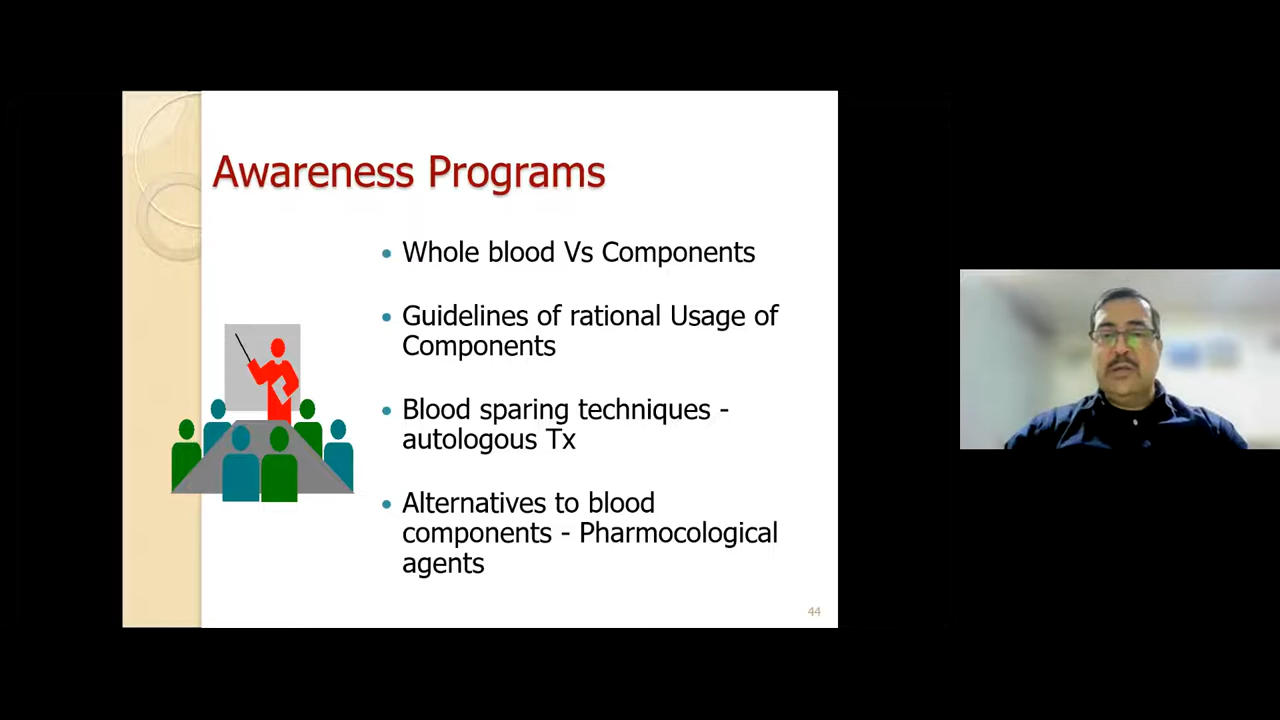 Awareness Programs
• Whole blood Vs Components
• Guidelines of rational Usage of
Components
• Blood sparing techniques -
autologous Tx
• Alternatives to blood
components - Pharmocological
agents
44